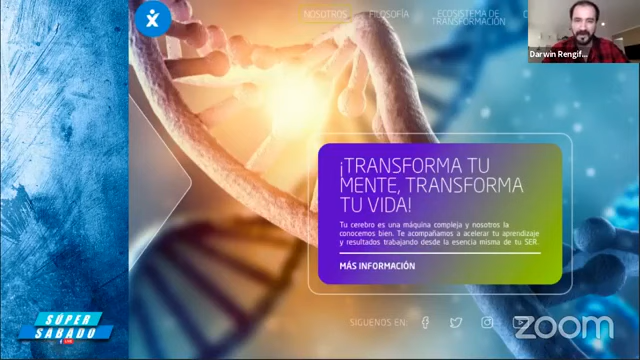 NOSOTROS
FILOSOFÍA
ECOSISTEMA DE
TRANSFORMACIÓN
Darwin Rengif...
¡TRANSFORMA TU
MENTE, TRANSFORMA
TU VIDA!
Tu cerebro es una máquina compleja y nosotros la
conocemos bien. Te acompañamos a acelerar tu aprendizaje
y resultados trabajando desde la esencia misma de tu SER.
MÁS INFORMACIÓN
SIGUENOS EN:
SÚPER
SÁBADO
LIVE
zoom